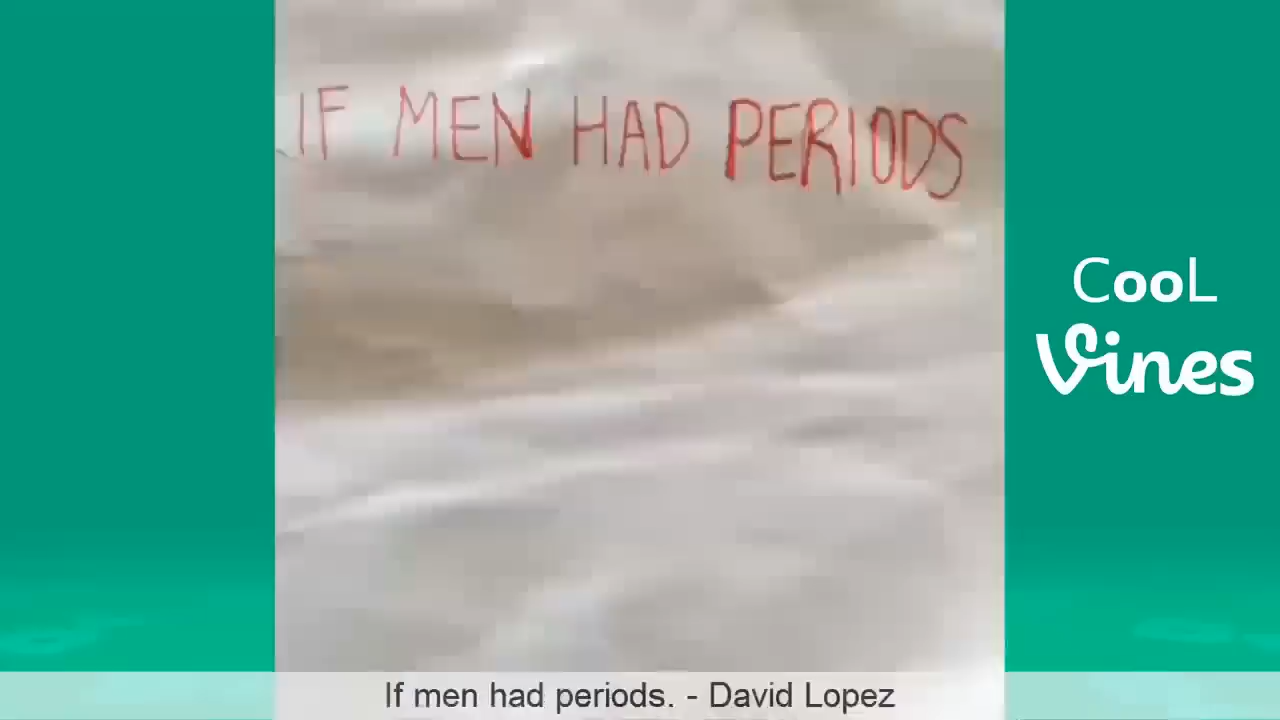 IF MEN HAD PERIODS
CooL
Vines
If men had periods. - David Lopez